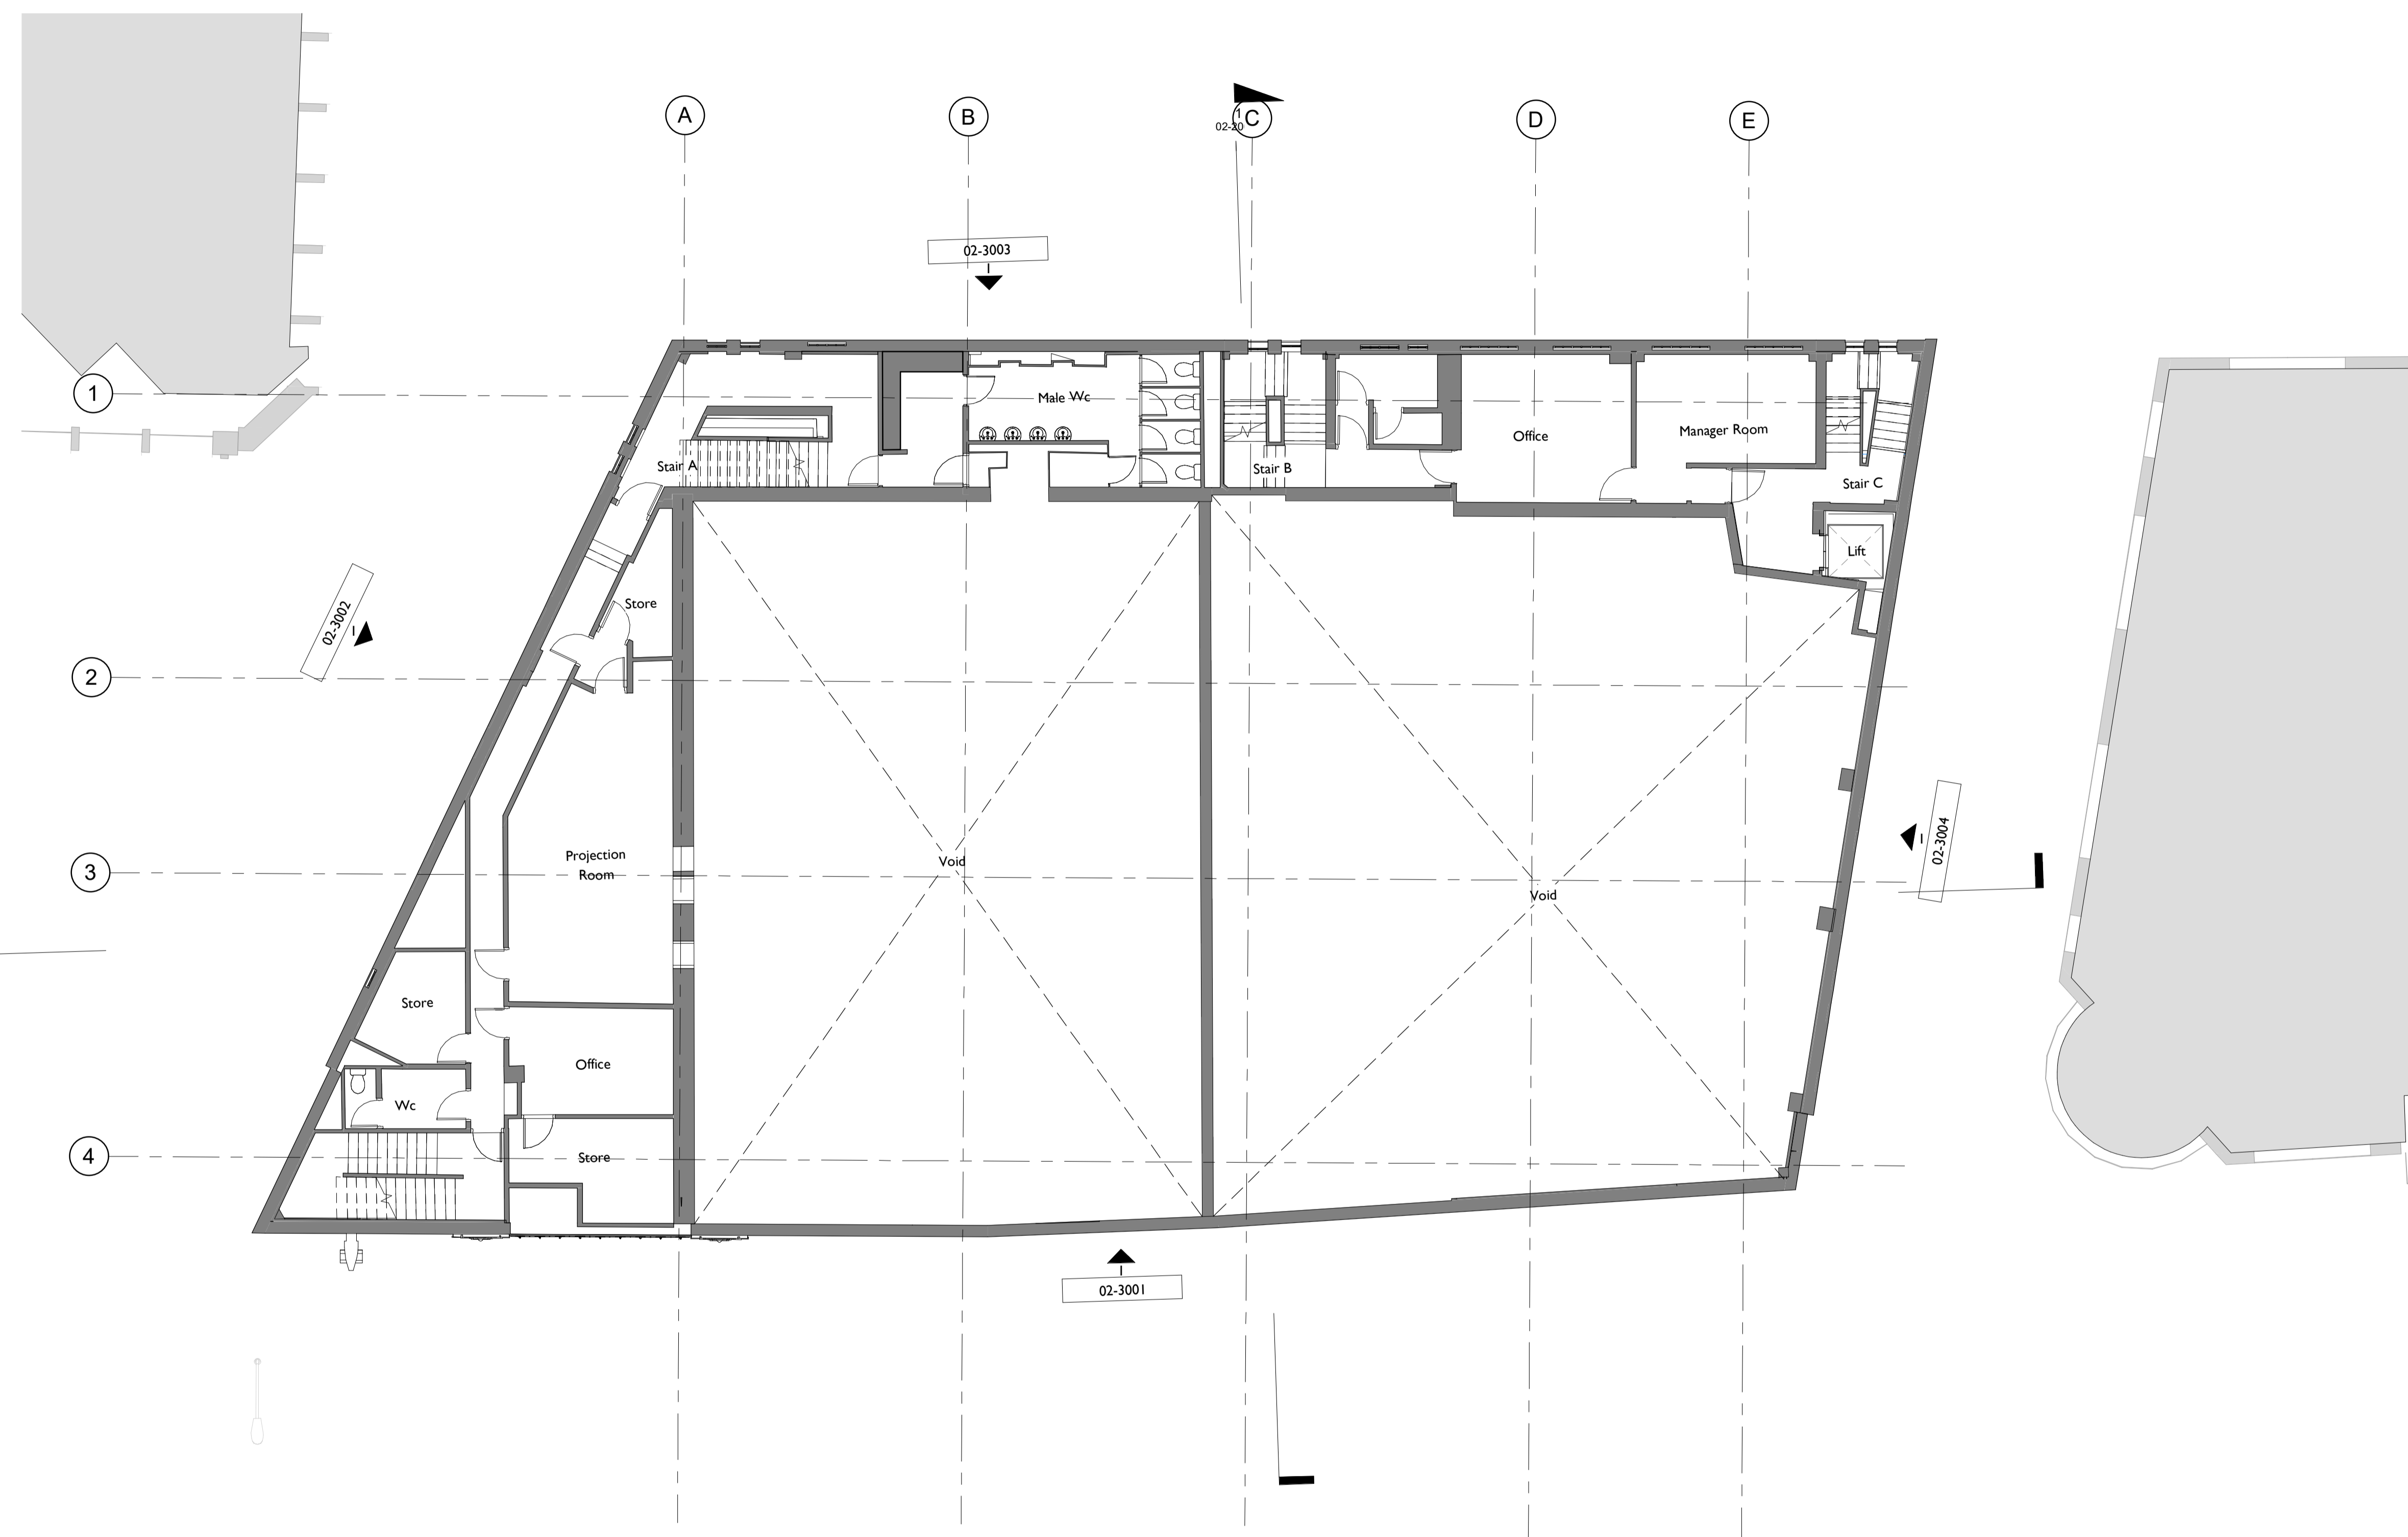 A
B
C
D
E
1
02-20
02-3003
1
Male Wc
Office
Manager Room
Stair A
Stair B
Stair C
Lift
Store
02-3002
2
Projection
Room
Void
Void
3
02-3004
Store
Office
Wc
Store
4
02-3001